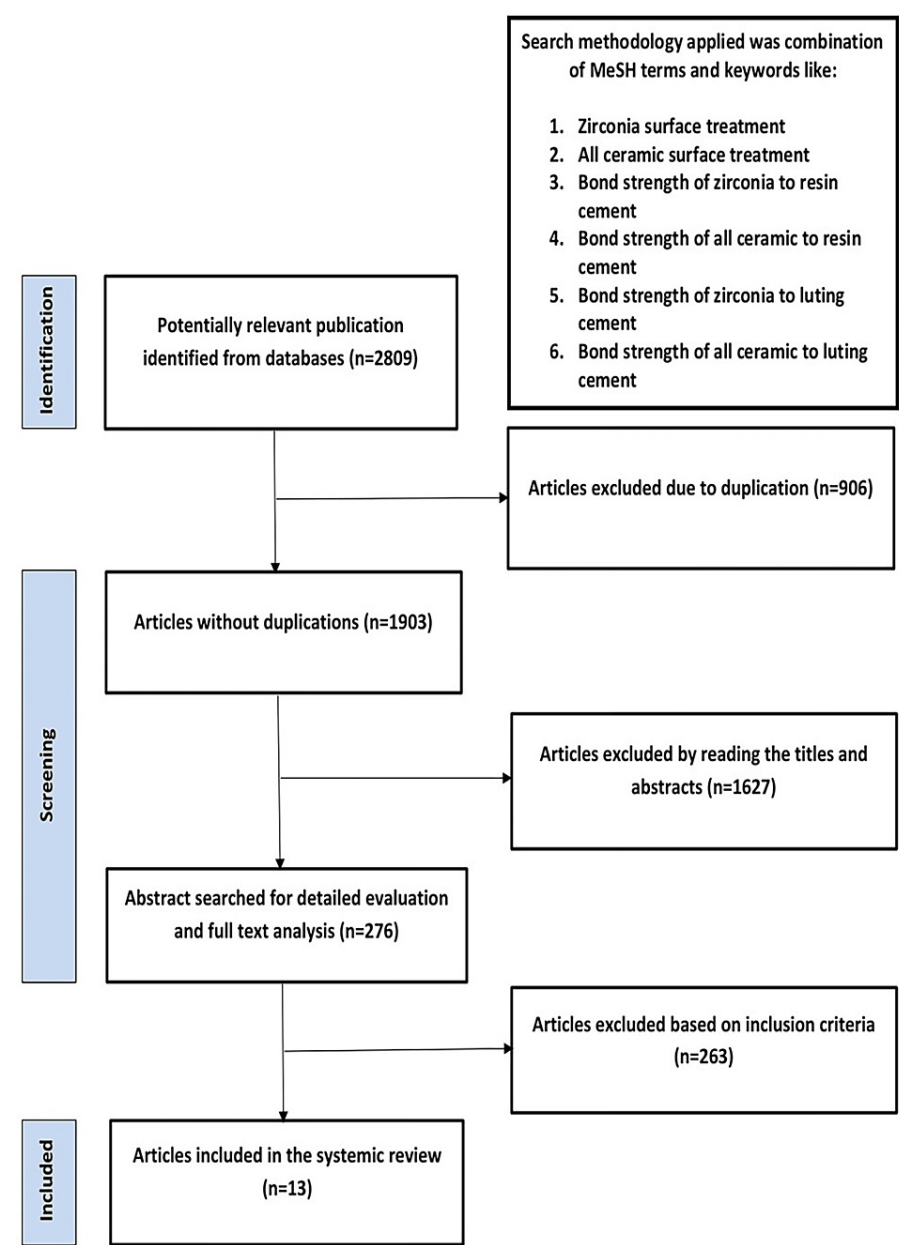 Search methodology applied was combination
of MeSH terms and keywords like:
1. Zirconia surface treatment
2. All ceramic surface treatment
3. Bond strength of zirconia to resin
cement
4. Bond strength of all ceramic to resin
cement
5. Bond strength of zirconia to luting
cement
6. Bond strength of all ceramic to luting
cement
Identification
Potentially relevant publication
identified from databases (n=2809)
Articles excluded due to duplication (n=906)
Screening
Articles without duplications (n=1903)
Articles excluded by reading the titles and
abstracts (n=1627)
Abstract searched for detailed evaluation
and full text analysis (n=276)
Articles excluded based on inclusion criteria
(n=263)
Included
Articles included in the systemic review
(n=13)